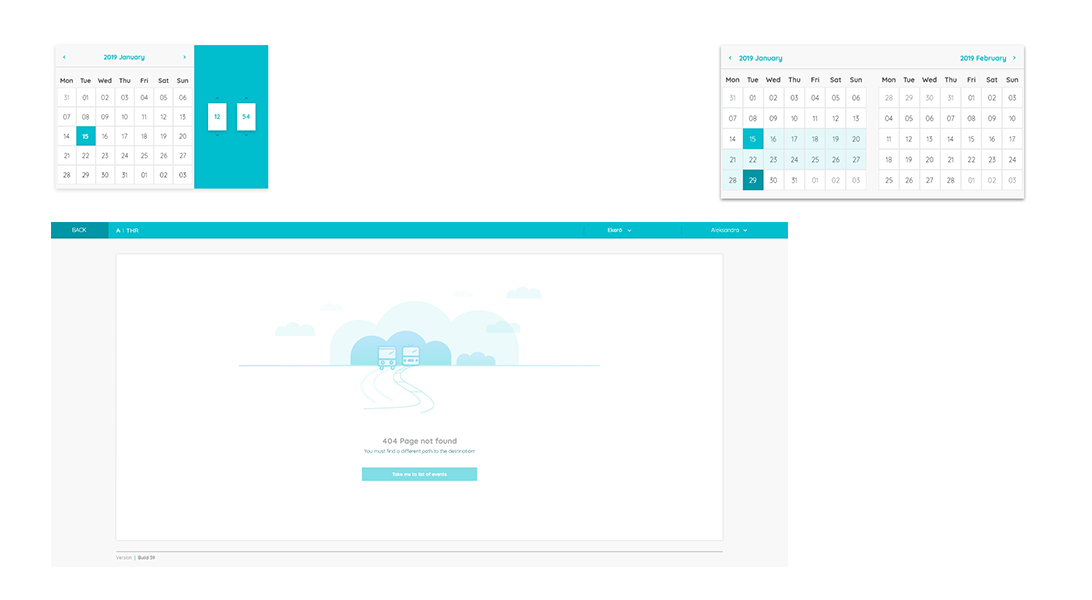 ‹ 2019 January ›
Mon Tue Wed Thu Fri Sat Sun
31 01 02 03 04 05 06
07 08 09 10 11 12 13
14 15 16 17 18 19 20
21 22 23 24 25 26 27
28 29 30 31 01 02 03
12 54
‹ 2019 January
Mon Tue Wed Thu Fri Sat Sun
31 01 02 03 04 05 06
07 08 09 10 11 12 13
14 15 16 17 18 19 20
21 22 23 24 25 26 27
28 29 30 31 01 02 03
2019 February ›
Mon Tue Wed Thu Fri Sat Sun
28 29 30 31 01 02 03
04 05 06 07 08 09 10
11 12 13 14 15 16 17
18 19 20 21 22 23 24
25 26 27 28 01 02 03
BACK A | THR Ekerö
404 Page not found
You must find a different path to the destination!
Take me to list of events
Version | Build 39